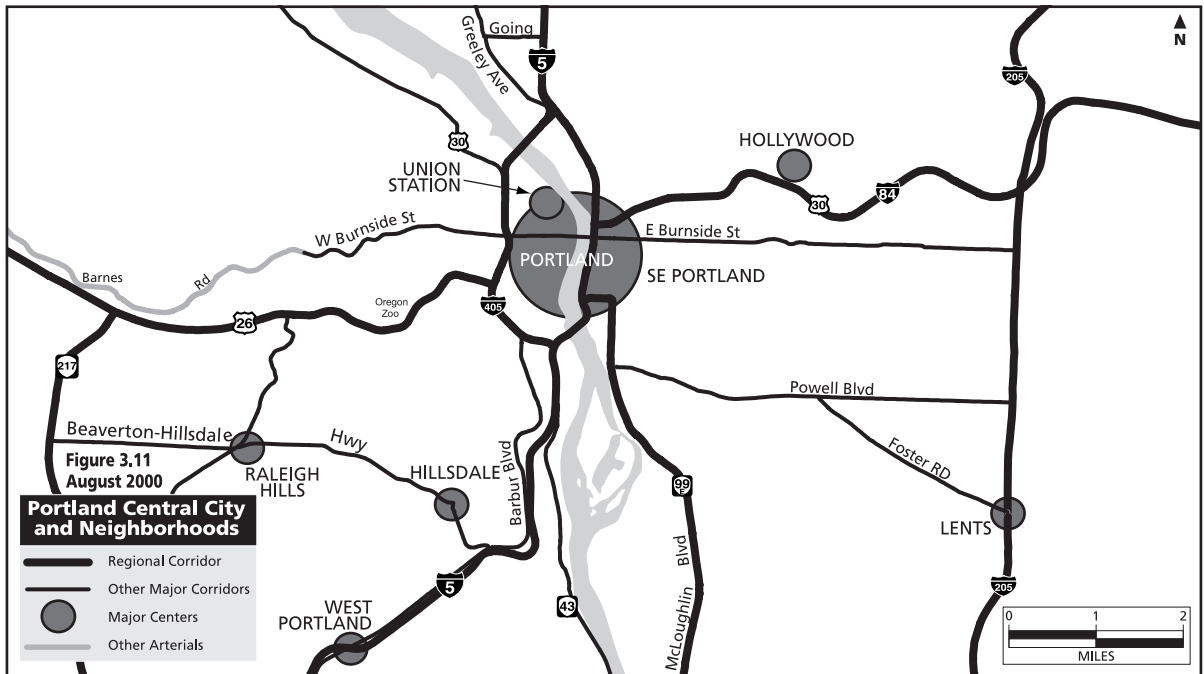 Going
Greeley Ave
5
N
205
30
HOLLYWOOD
UNION
STATION
84
30
W Burnside St
E Burnside St
PORTLAND
SE PORTLAND
Barnes
Rd
Oregon
Zoo
405
26
217
Powell Blvd
Beaverton-Hillsdale
Hwy
Foster RD
Figure 3.11
August 2000
RALEIGH
HILLS
HILLSDALE
Barbur Blvd
99
E
LENTS
Portland Central City
and Neighborhoods
Regional Corridor
Other Major Corridors
Major Centers
Other Arterials
WEST
PORTLAND
5
43
McLoughlin Blvd
205
0 1 2
MILES